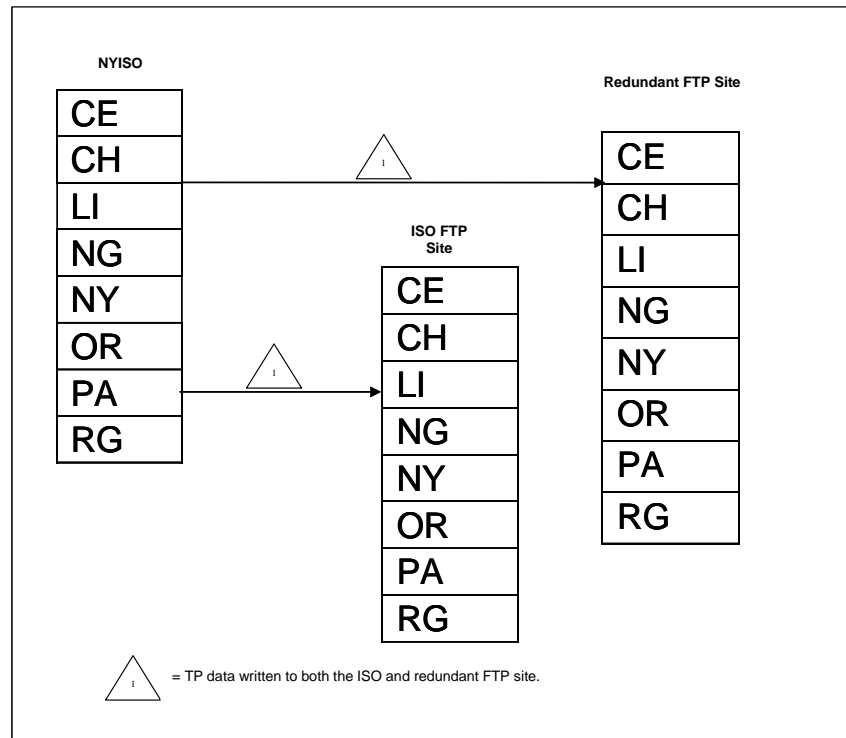 NYISO
CE
CH
LI
NG
NY
OR
PA
RG
1
1
ISO FTP
Site
CE
CH
LI
NG
NY
OR
PA
RG
Redundant FTP Site
CE
CH
LI
NG
NY
OR
PA
RG
1
= TP data written to both the ISO and redundant FTP site.